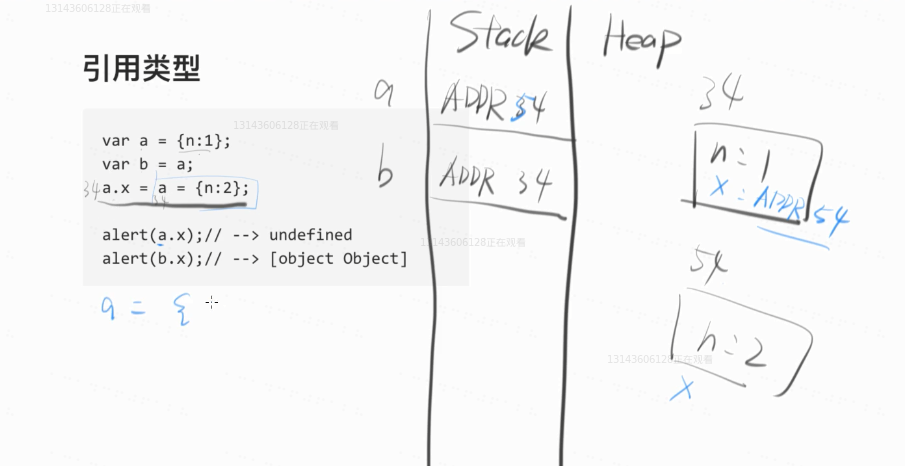 13143606128正在观看
引用类型
13143606128正在观看
var a = {n:1};
var b = a;
34 a.x = a = {n:2};
34
alert(a.x);// --> undefined
alert(b.x);// --> [object Object]
13143606128正在观看
a = {
Stack
Heap
a
ADDR 54
b
ADDR 34
34
n: 1
x: ADDR 54
54
n: 2
13143606128正在观看
x